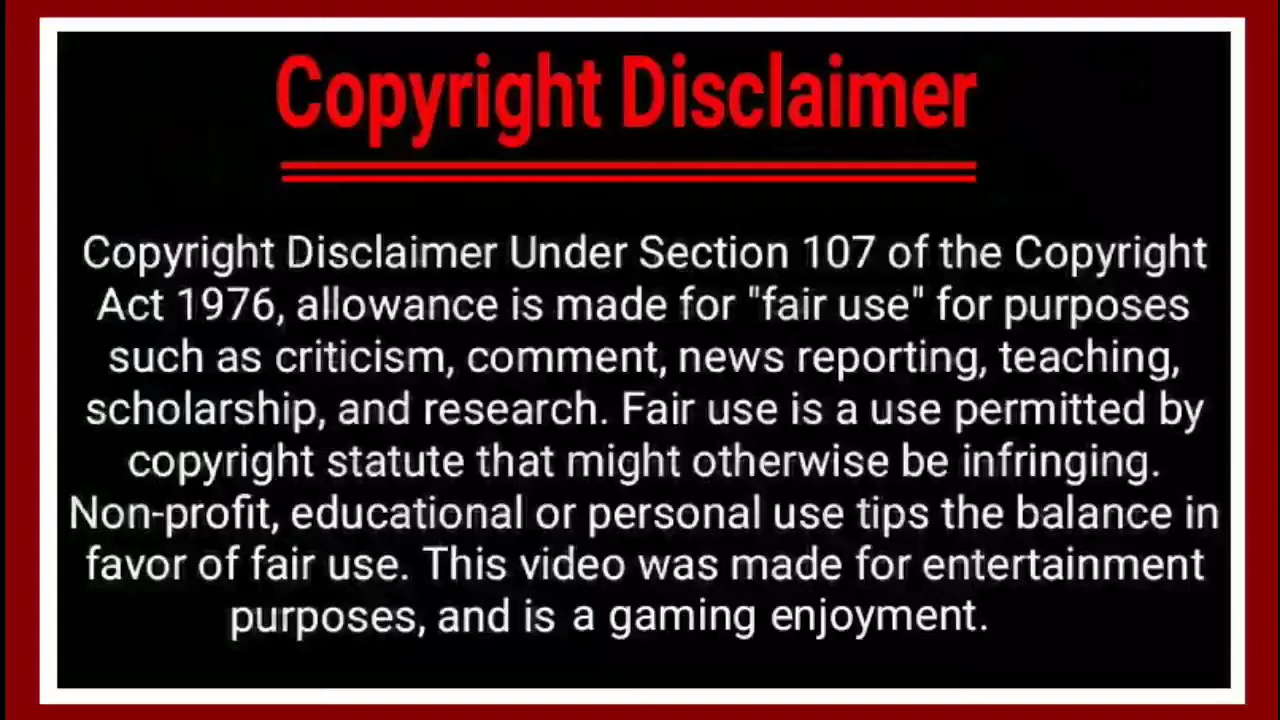 Copyright Disclaimer
Copyright Disclaimer Under Section 107 of the Copyright
Act 1976, allowance is made for "fair use" for purposes
such as criticism, comment, news reporting, teaching,
scholarship, and research. Fair use is a use permitted by
copyright statute that might otherwise be infringing.
Non-profit, educational or personal use tips the balance in
favor of fair use. This video was made for entertainment
purposes, and is a gaming enjoyment.